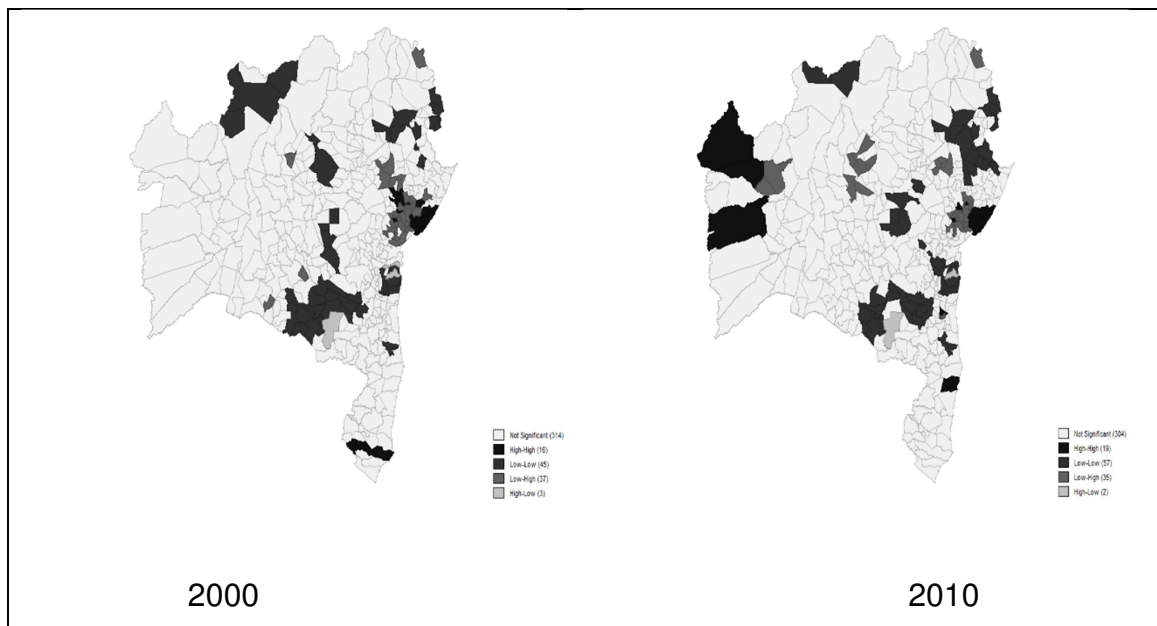 Not Significant (314)
High-High (16)
Low-Low (45)
Low-High (37)
High-Low (3)
2000
Not Significant (304)
High-High (19)
Low-Low (57)
Low-High (35)
High-Low (2)
2010